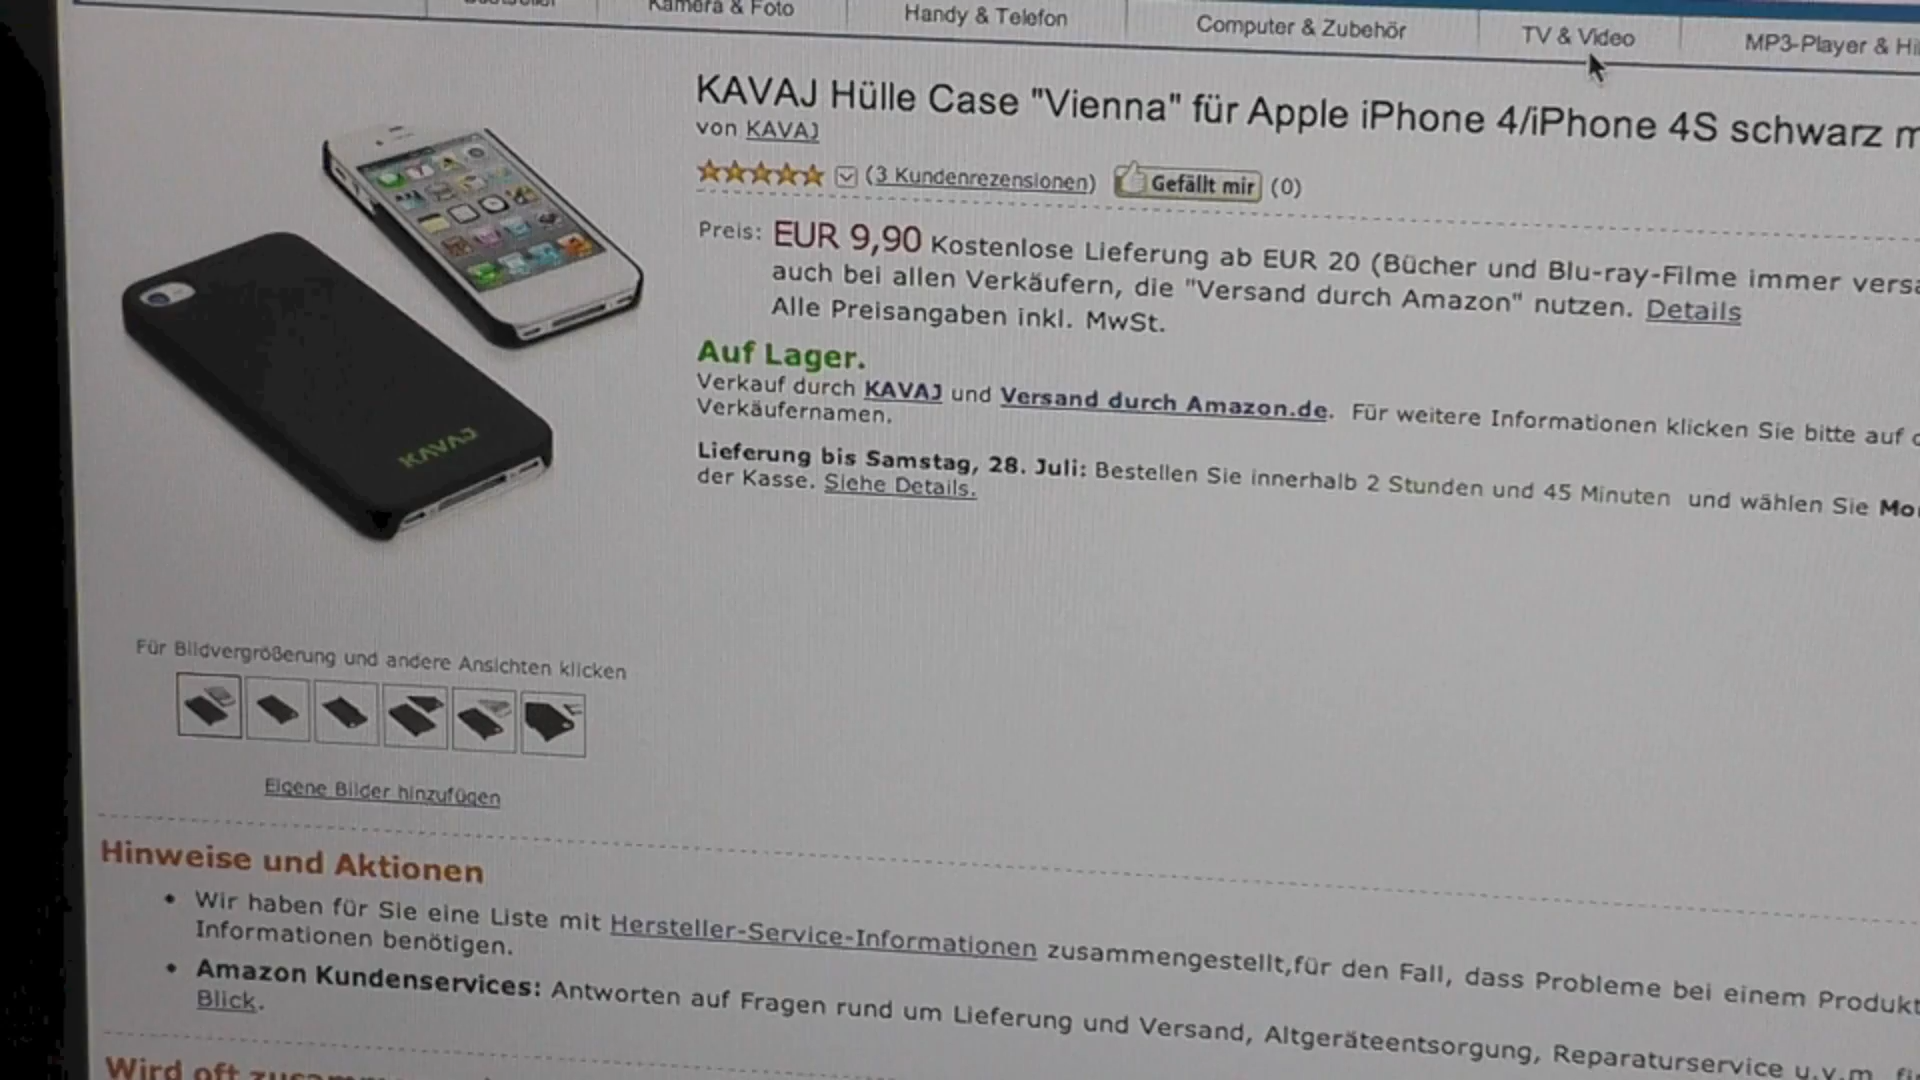 Kamera & Foto
Handy & Telefon
Computer & Zubehör
TV & Video
MP3-Player &
KAVAJ Hülle Case "Vienna" für Apple iPhone 4/iPhone 4S schwarz
von KAVAJ
(3 Kundenrezensionen) Gefällt mir (0)
Preis: EUR 9,90 Kostenlose Lieferung ab EUR 20 (Bücher und Blu-ray-Filme immer
auch bei allen Verkäufern, die "Versand durch Amazon" nutzen. Details
Alle Preisangaben inkl. MwSt.
Auf Lager.
Verkauf durch KAVAJ und Versand durch Amazon.de. Für weitere Informationen klicken Sie bitte auf
Verkäufernamen.
Lieferung bis Samstag, 28. Juli: Bestellen Sie innerhalb 2 Stunden und 45 Minuten und wählen Sie
der Kasse. Siehe Details.
KAVAJ
Für Bildvergrößerung und andere Ansichten klicken
Eigene Bilder hinzufügen
Hinweise und Aktionen
• Wir haben für Sie eine Liste mit Hersteller-Service-Informationen zusammengestellt,für den Fall, dass Probleme bei einem Produkt
Informationen benötigen.
• Amazon Kundenservices: Antworten auf Fragen rund um Lieferung und Versand, Altgeräteentsorgung, Reparaturservice u.v.m.
Blick.
Wird oft